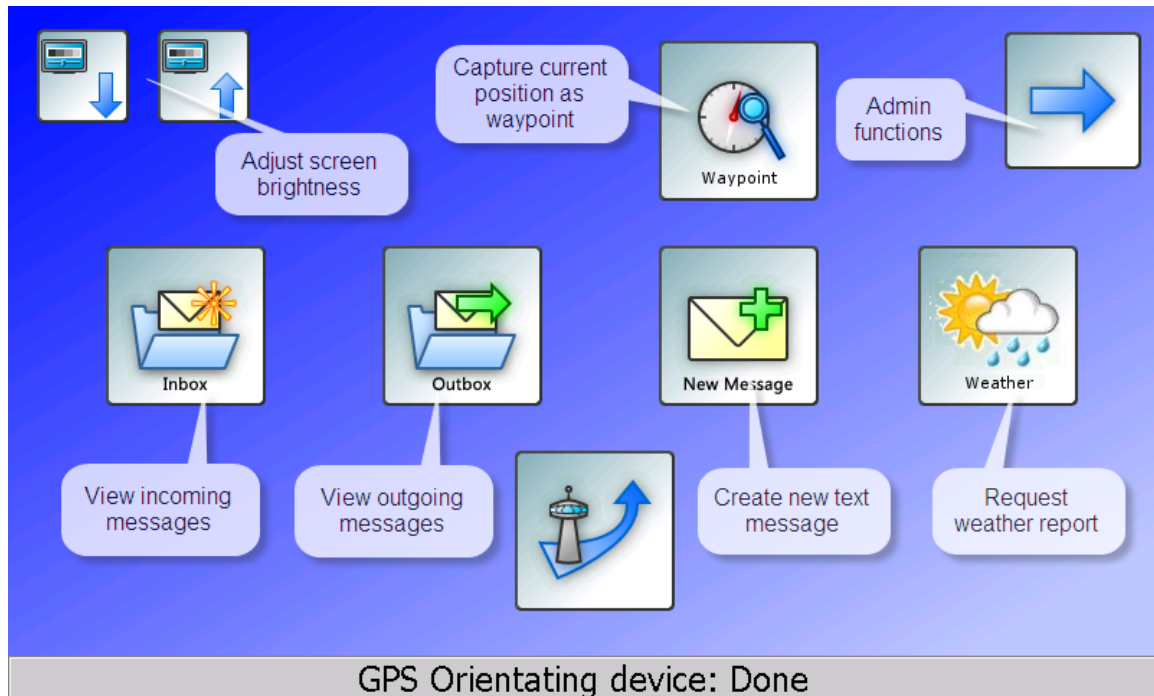 Capture current
position as
waypoint
Waypoint
Admin
functions
Adjust screen
brightness
Inbox
Outbox
New Message
Weather
View incoming
messages
View outgoing
messages
Create new text
message
Request
weather report
GPS Orientating device: Done